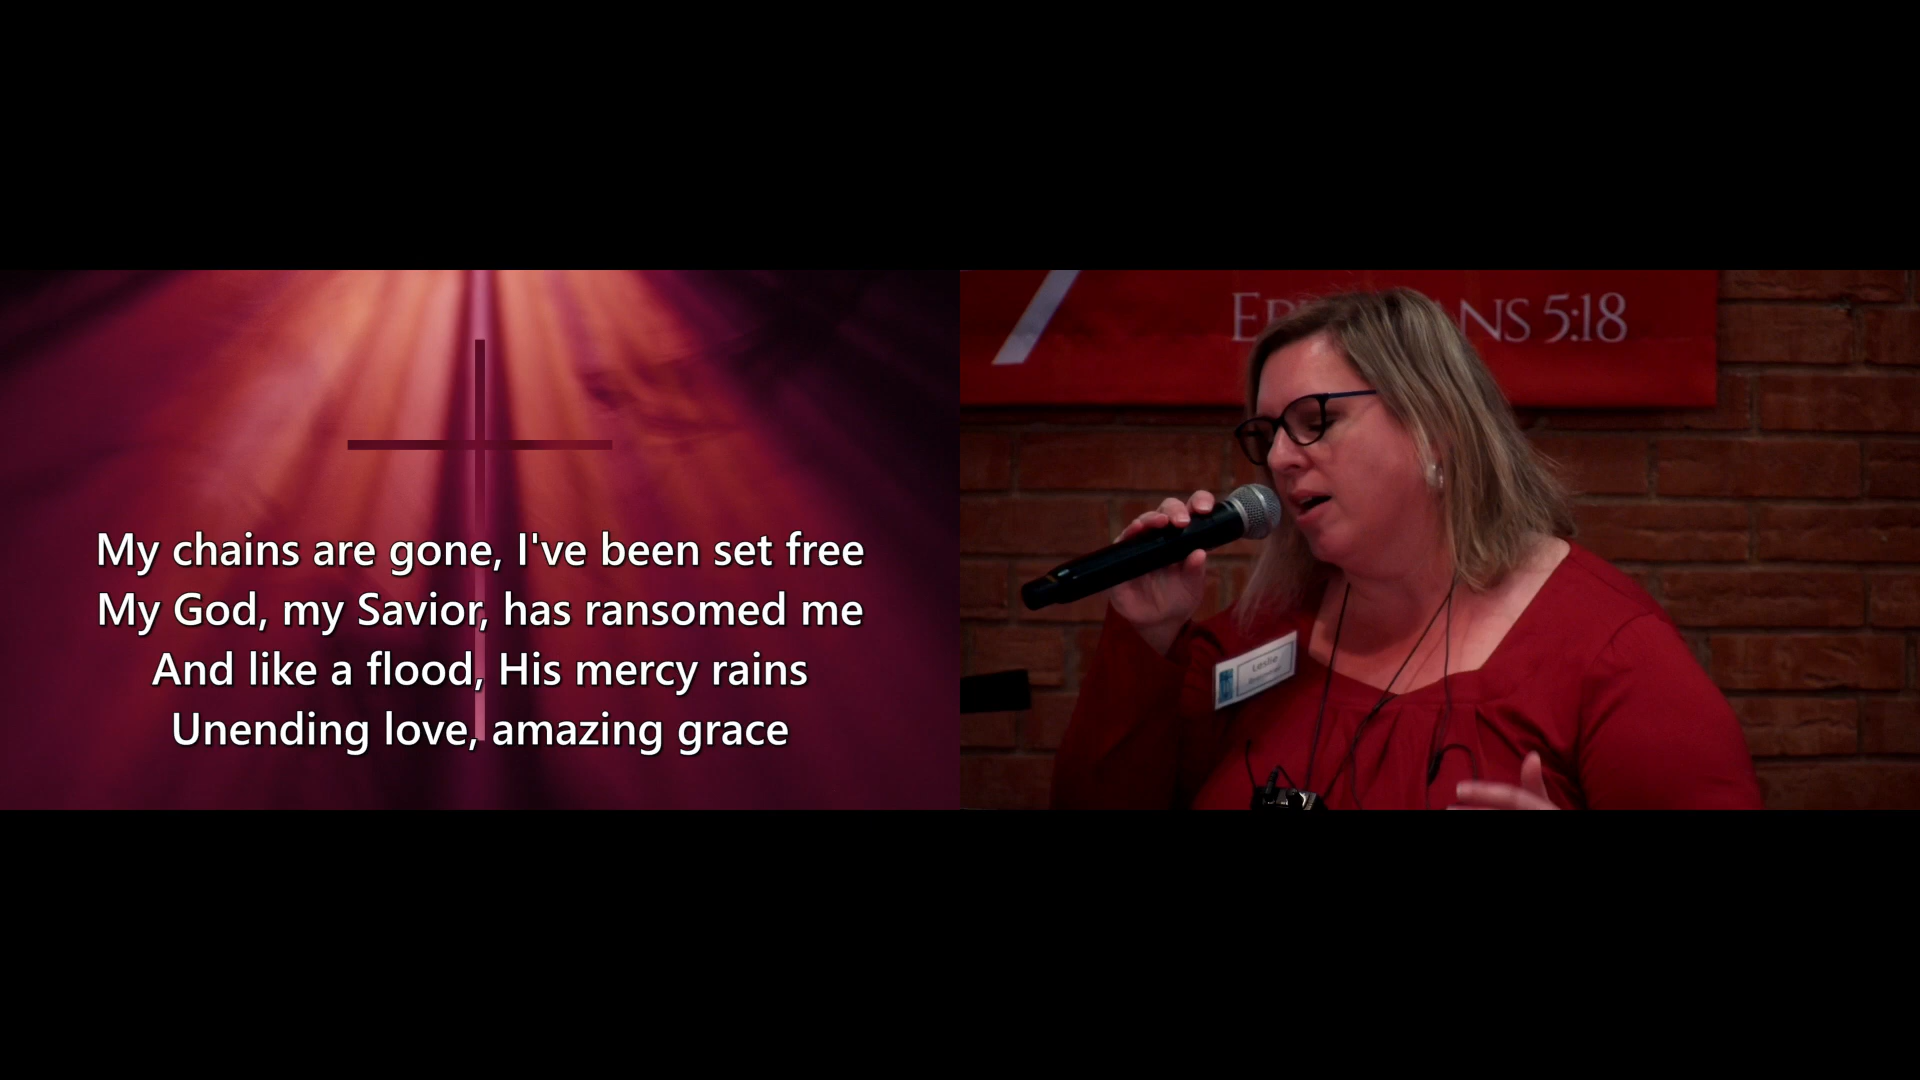 My chains are gone, I've been set free
My God, my Savior, has ransomed me
And like a flood, His mercy rains
Unending love, amazing grace
5:18
Leslie